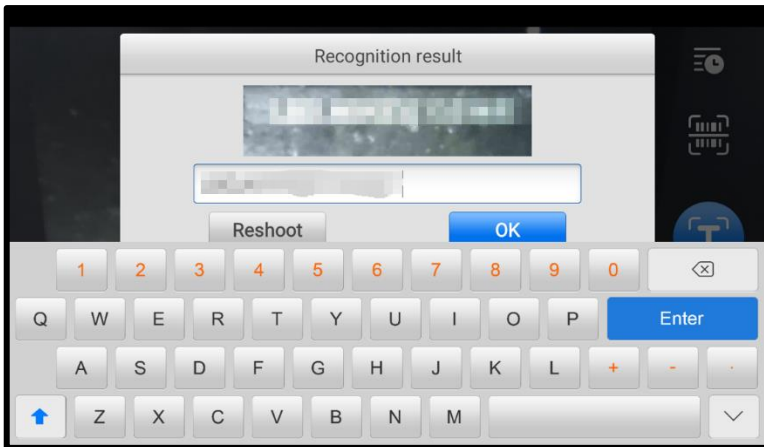 Recognition result
Reshoot
OK
1 2 3 4 5 6 7 8 9 0
Q W E R T Y U I O P Enter
A S D F G H J K L + - .
Z X C V B N M